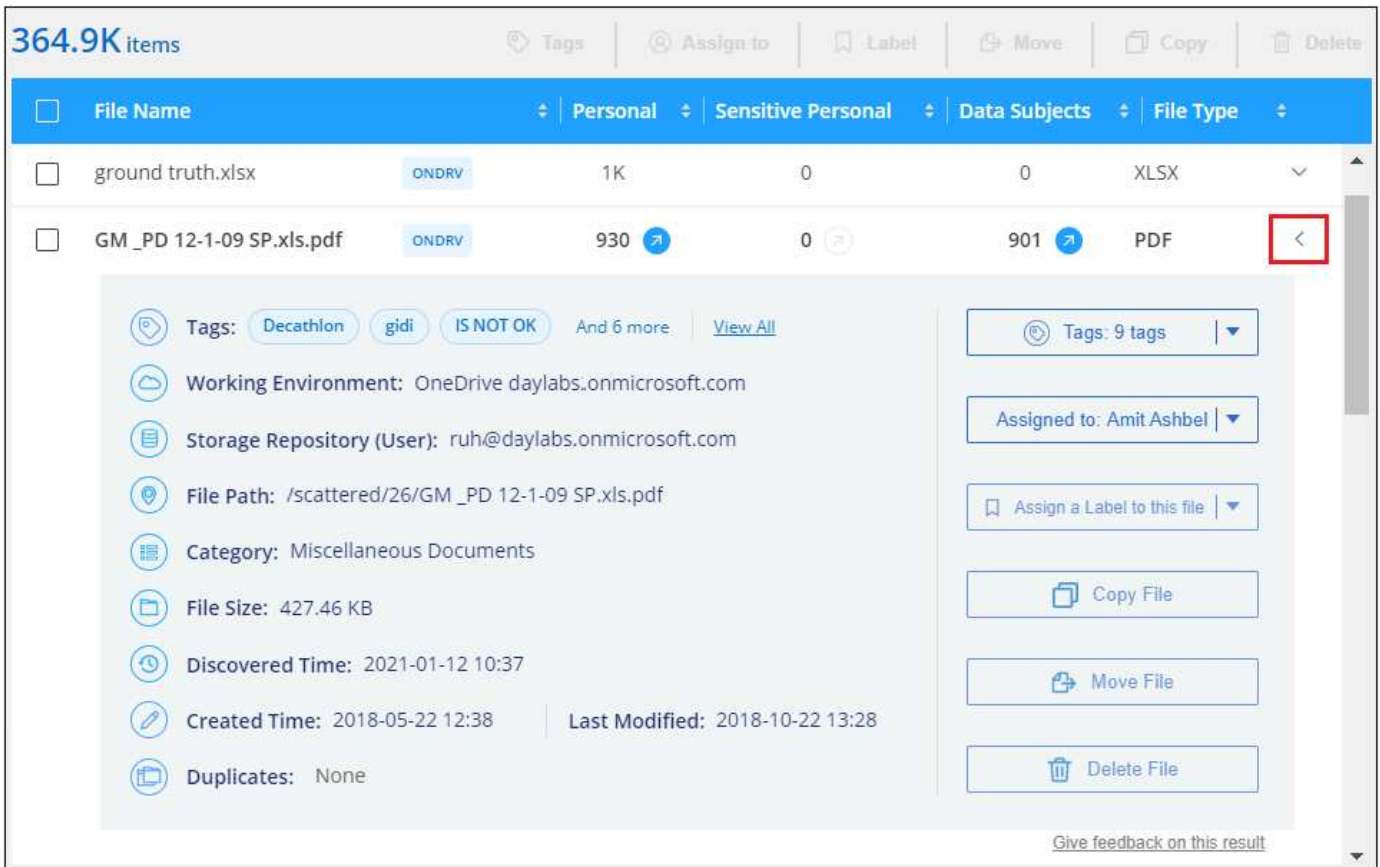 364.9K items Tags Assign to Label Move Copy Delete
File Name Personal Sensitive Personal Data Subjects File Type
ground truth.xlsx ONDRV 1K 0 0 XLSX
GM _PD 12-1-09 SP.xls.pdf ONDRV 930 0 901 PDF
Tags: Decathlon gidi IS NOT OK And 6 more View All
Tags: 9 tags
Working Environment: OneDrive daylabs.onmicrosoft.com
Assigned to: Amit Ashbel
Storage Repository (User): ruh@daylabs.onmicrosoft.com
File Path: /scattered/26/GM _PD 12-1-09 SP.xls.pdf
Assign a Label to this file
Category: Miscellaneous Documents
Copy File
File Size: 427.46 KB
Discovered Time: 2021-01-12 10:37
Move File
Created Time: 2018-05-22 12:38 Last Modified: 2018-10-22 13:28
Delete File
Duplicates: None
Give feedback on this result